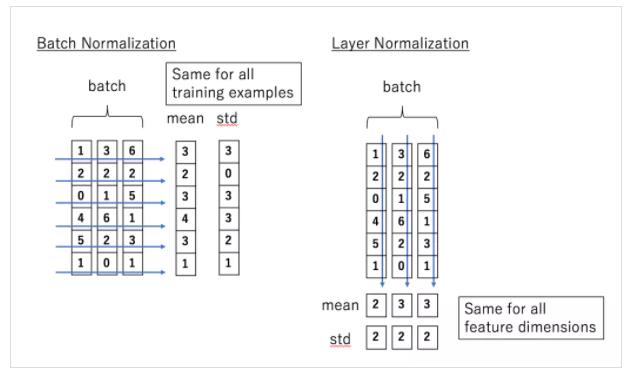 Batch Normalization
batch
Same for all
training examples
mean std
1 3 6 3 3
2 2 2 2 0
0 1 5 3 3
4 6 1 4 3
5 2 3 3 2
1 0 1 1 1
Layer Normalization
batch
1 3 6
2 2 2
0 1 5
4 6 1
5 2 3
1 0 1
mean 2 3 3
std 2 2 2
Same for all
feature dimensions